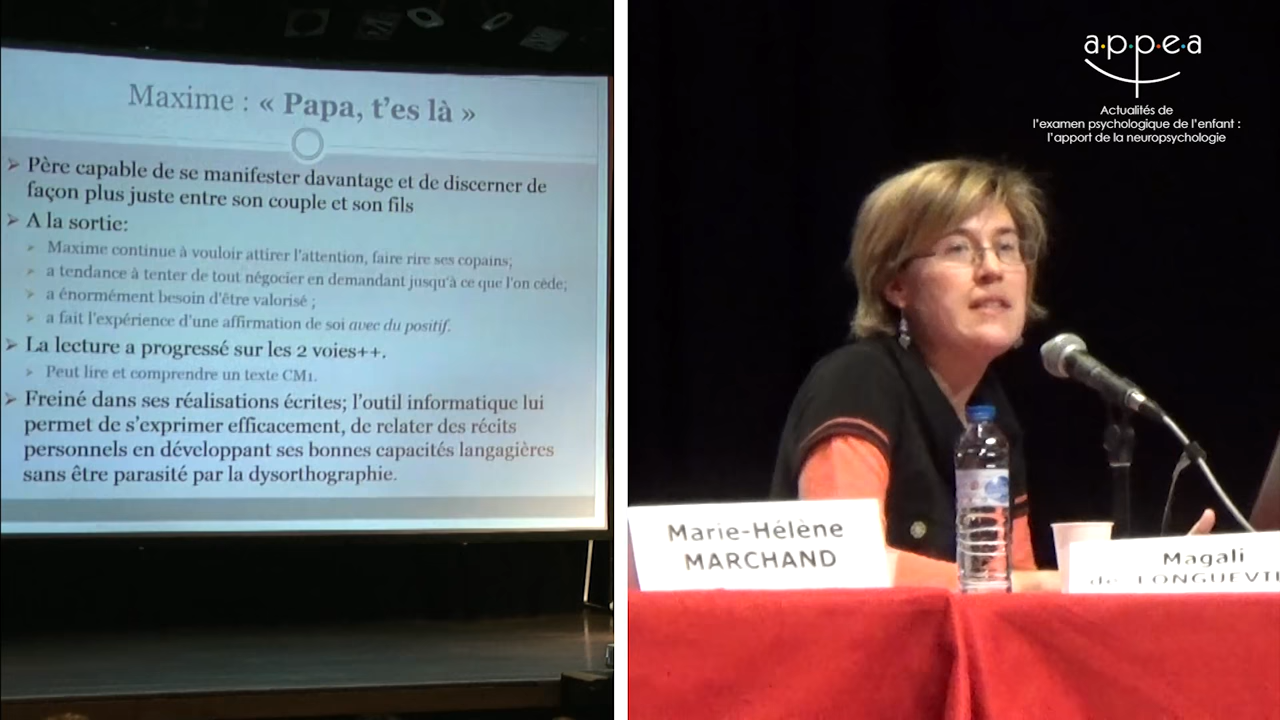 Maxime : « Papa, t'es là »
➤ Père capable de se manifester davantage et de discerner de
façon plus juste entre son couple et son fils
➤ A la sortie:
➤ Maxime continue à vouloir attirer l'attention, faire rire ses copains;
➤ a tendance à tenter de tout négocier en demandant jusqu'à ce que l'on cède;
➤ a énormément besoin d'être valorisé ;
➤ a fait l'expérience d'une affirmation de soi avec du positif.
➤ La lecture a progressé sur les 2 voies++.
➤ Peut lire et comprendre un texte CM1.
➤ Freiné dans ses réalisations écrites; l'outil informatique lui
permet de s'exprimer efficacement, de relater des récits
personnels en développant ses bonnes capacités langagières
sans être parasité par la dysorthographie.
a·p·p·e·a
Actualités de
l'examen psychologique de l'enfant :
l'apport de la neuropsychologie
Marie-Hélène
MARCHAND
Magali
de